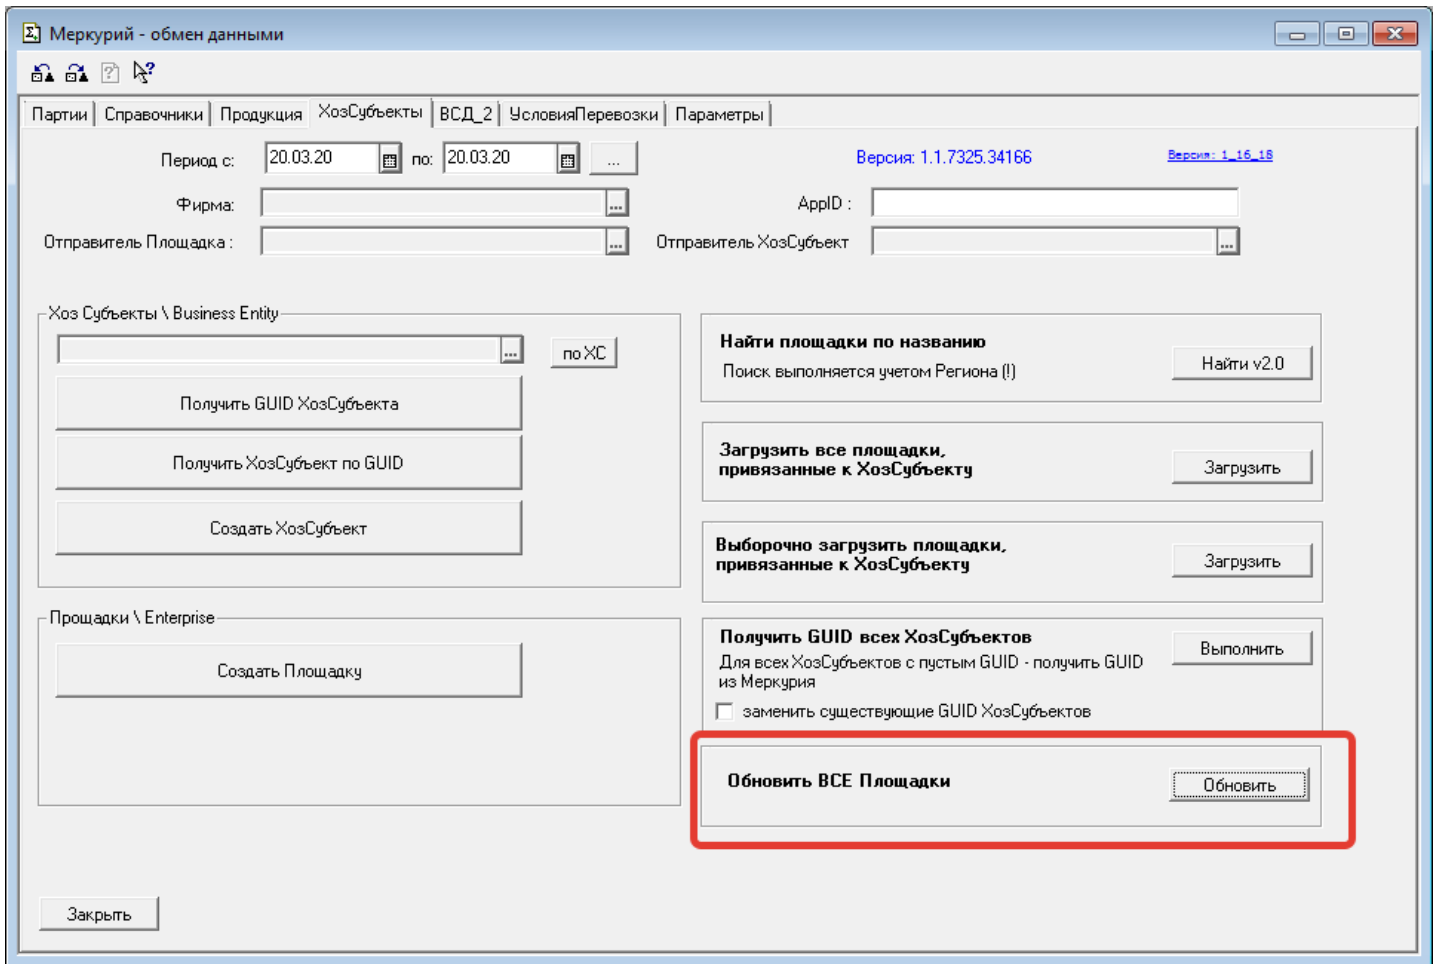 Меркурий - обмен данными
Партии Справочники Продукция ХозСубъекты ВСД_2 УсловияПеревозки Параметры
Период с: 20.03.20 по: 20.03.20 ... Версия: 1.1.7325.34166 Версия: 1_16_18
Фирма: ... AppID :
Отправитель Площадка : ... Отправитель ХозСубъект ...
Хоз Субъекты \ Business Entity
... по ХС
Получить GUID ХозСубъекта
Получить ХозСубъект по GUID
Создать ХозСубъект
Прощадки \ Enterprise
Создать Площадку
Найти площадки по названию
Поиск выполняется учетом Региона (!)
Найти v2.0
Загрузить все площадки,
привязанные к ХозСубъекту
Загрузить
Выборочно загрузить площадки,
привязанные к ХозСубъекту
Загрузить
Получить GUID всех ХозСубъектов
Для всех ХозСубъектов с пустым GUID - получить GUID
из Меркурия
Выполнить
заменить существующие GUID ХозСубъектов
Обновить ВСЕ Площадки
Обновить
Закрыть